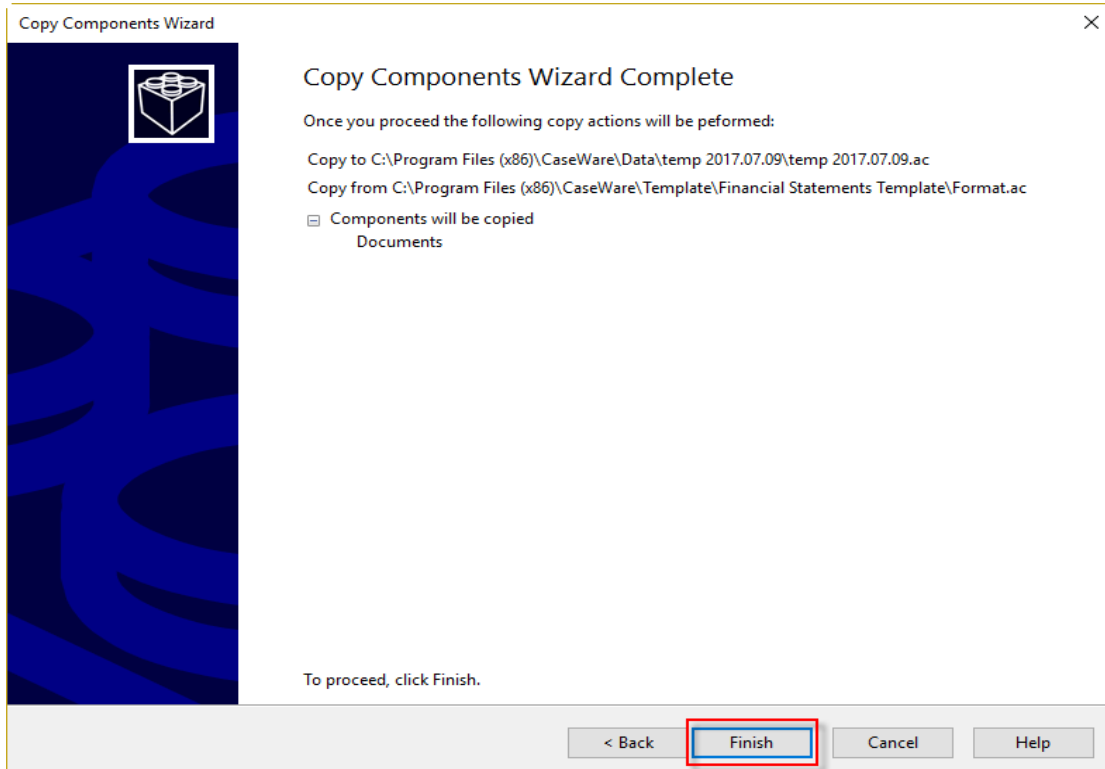 Copy Components Wizard
Copy Components Wizard Complete
Once you proceed the following copy actions will be peformed:
Copy to C:\Program Files (x86)\CaseWare\Data\temp 2017.07.09\temp 2017.07.09.ac
Copy from C:\Program Files (x86)\CaseWare\Template\Financial Statements Template\Format.ac
Components will be copied
Documents
To proceed, click Finish.
< Back Finish Cancel Help